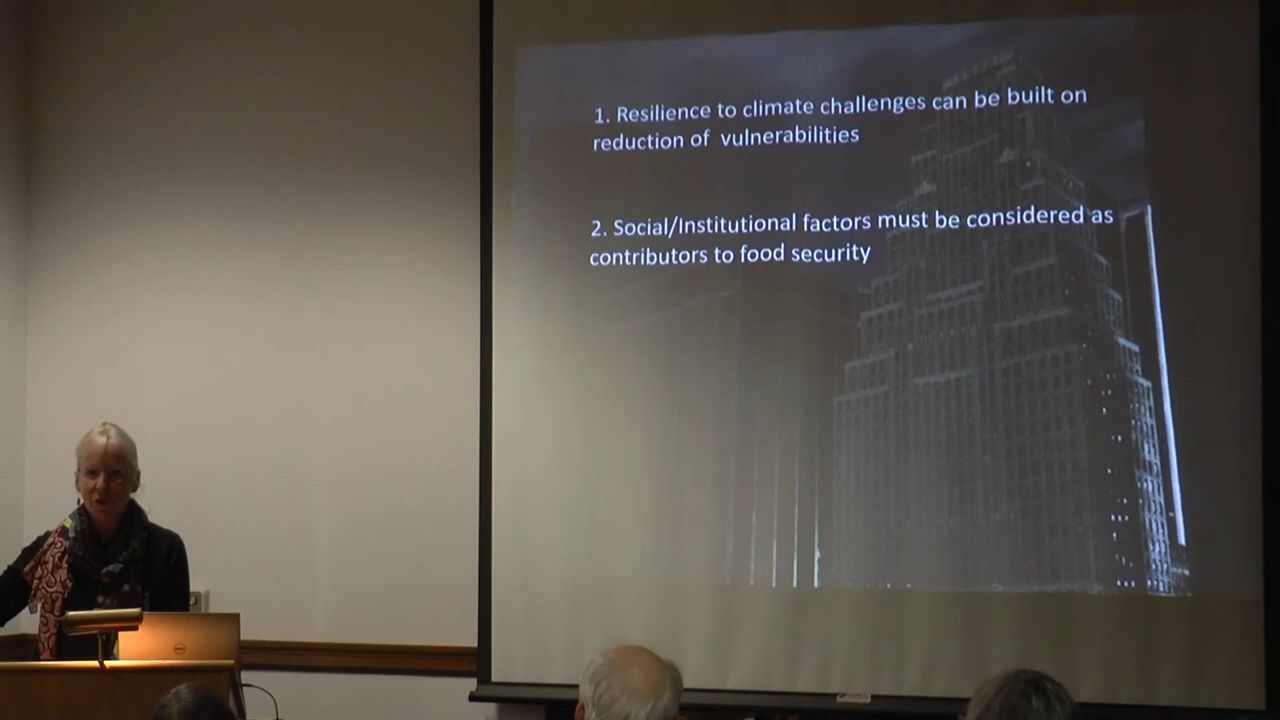 1. Resilience to climate challenges can be built on
reduction of vulnerabilities
2. Social/Institutional factors must be considered as
contributors to food security
DELL